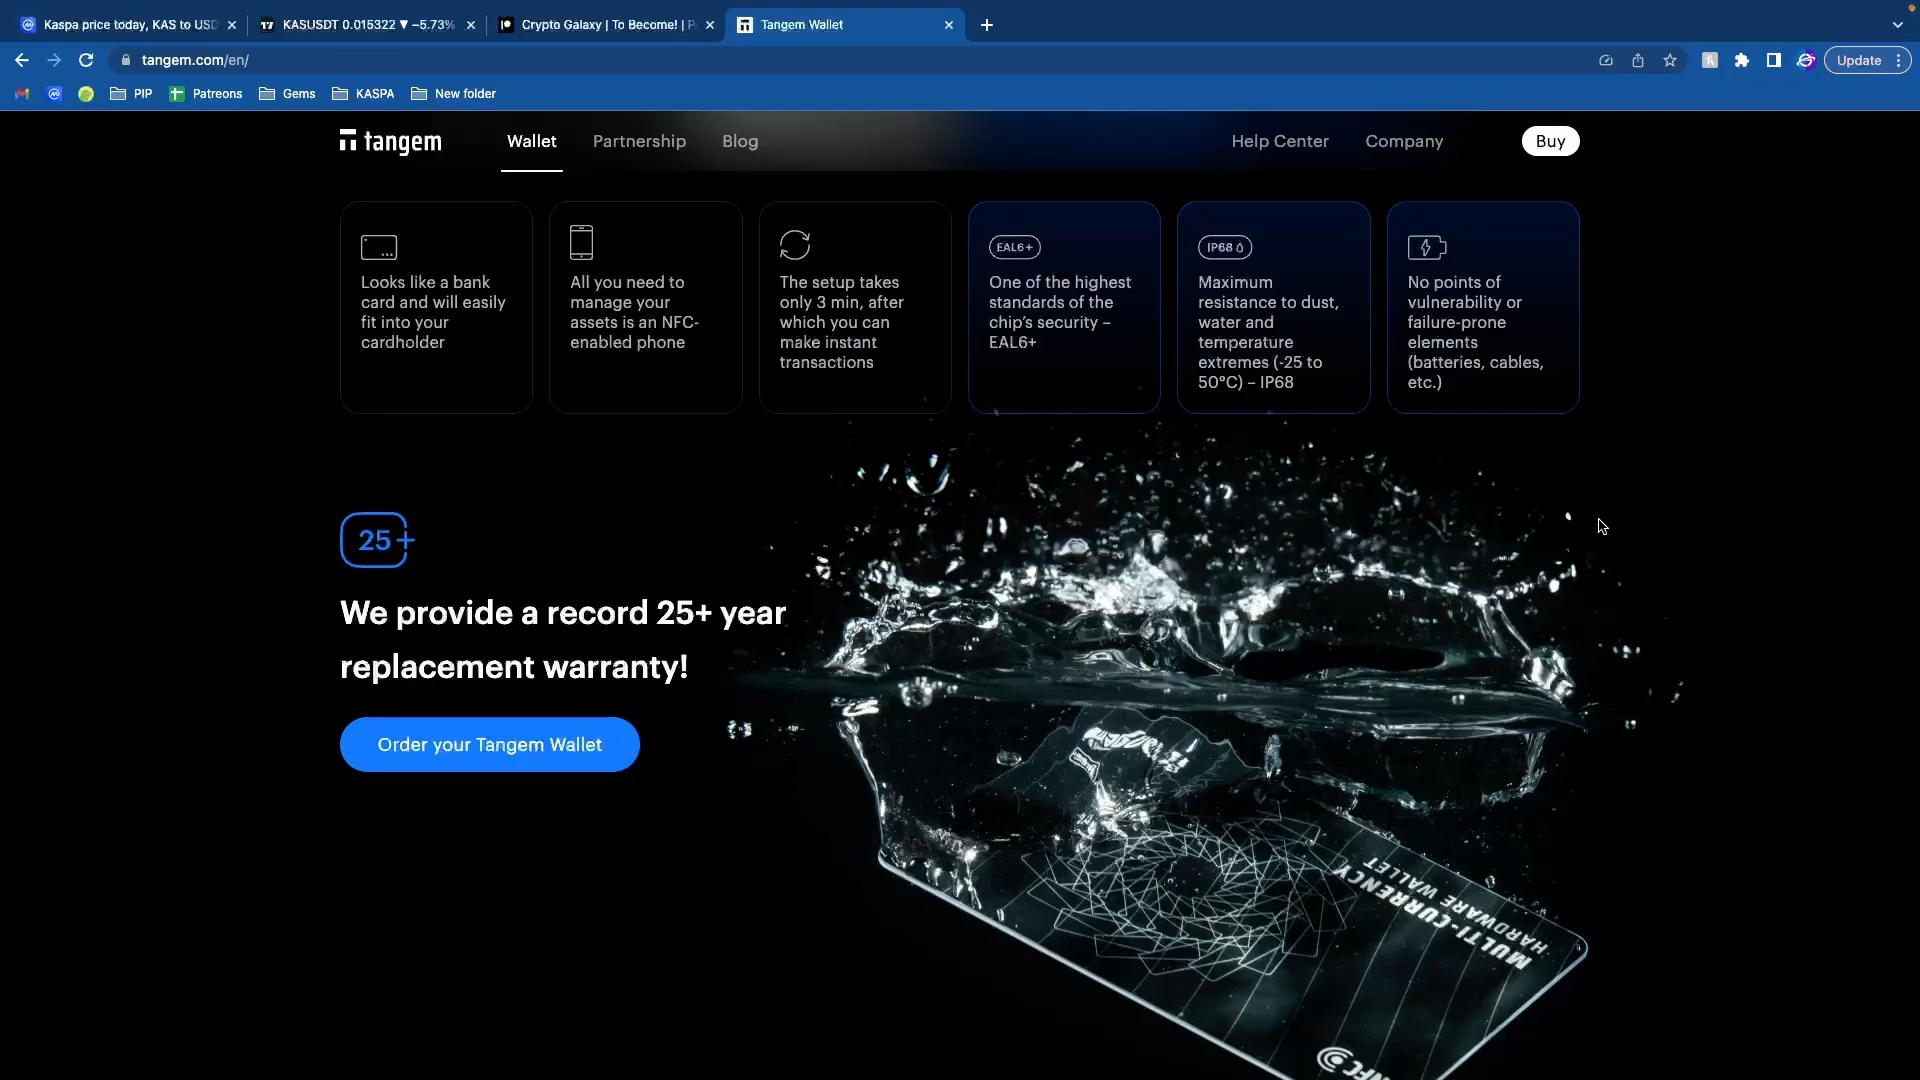 Kaspa price today, KAS to USD
KASUSDT 0.015322 ▼ −5.73%
Crypto Galaxy | To Become! | P
Tangem Wallet
tangem.com/en/
Update
PIP
Patreons
Gems
KASPA
New folder
tangem
Wallet
Partnership
Blog
Help Center
Company
Buy
Looks like a bank
card and will easily
fit into your
cardholder
All you need to
manage your
assets is an NFC-
enabled phone
The setup takes
only 3 min, after
which you can
make instant
transactions
EAL6+
One of the highest
standards of the
chip's security –
EAL6+
IP68
Maximum
resistance to dust,
water and
temperature
extremes (-25 to
50°C) – IP68
No points of
vulnerability or
failure-prone
elements
(batteries, cables,
etc.)
25+
We provide a record 25+ year
replacement warranty!
Order your Tangem Wallet
tangem
MULTI-CURRENCY
HARDWARE WALLET
NFC